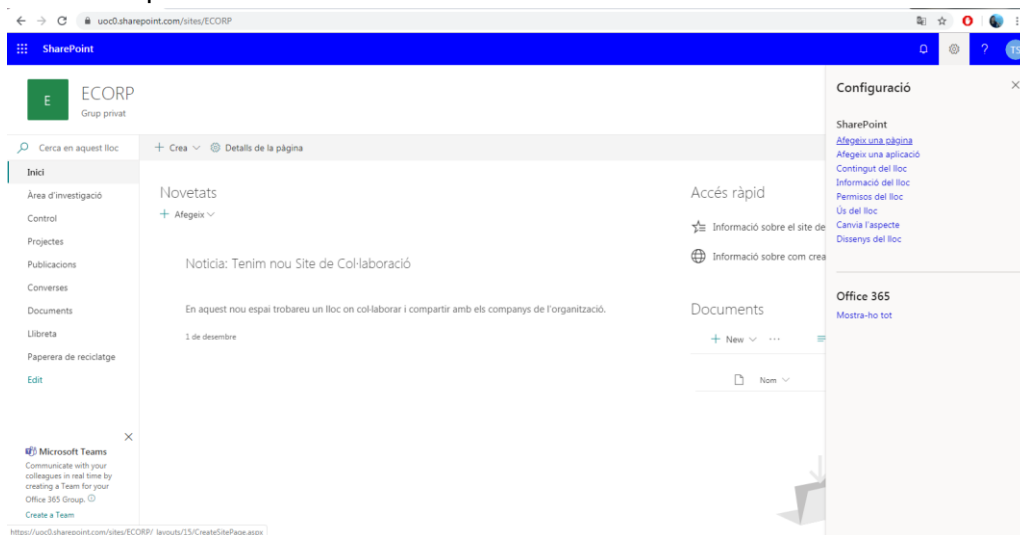 uoc0.sharepoint.com/sites/ECORP
SharePoint
?
TS
E
ECORP
Grup privat
Cerca en aquest lloc
+ Crea
Detalls de la pàgina
Inici
Àrea d'investigació
Control
Projectes
Publicacions
Converses
Documents
Llibreta
Paperera de reciclatge
Edit
Microsoft Teams
Communicate with your
colleagues in real time by
creating a Team for your
Office 365 Group.
Create a Team
Novetats
+ Afegeix
Noticia: Tenim nou Site de Col·laboració
En aquest nou espai trobareu un lloc on col·laborar i compartir amb els companys de l'organització.
1 de desembre
Accés ràpid
Informació sobre el site de
Informació sobre com crea
Documents
+ New
Nom
Configuració
SharePoint
Afegeix una pàgina
Afegeix una aplicació
Contingut del lloc
Informació del lloc
Permisos del lloc
Ús del lloc
Canvia l'aspecte
Dissenys del lloc
Office 365
Mostra-ho tot
https://uoc0.sharepoint.com/sites/ECORP/_layouts/15/CreateSitePage.aspx